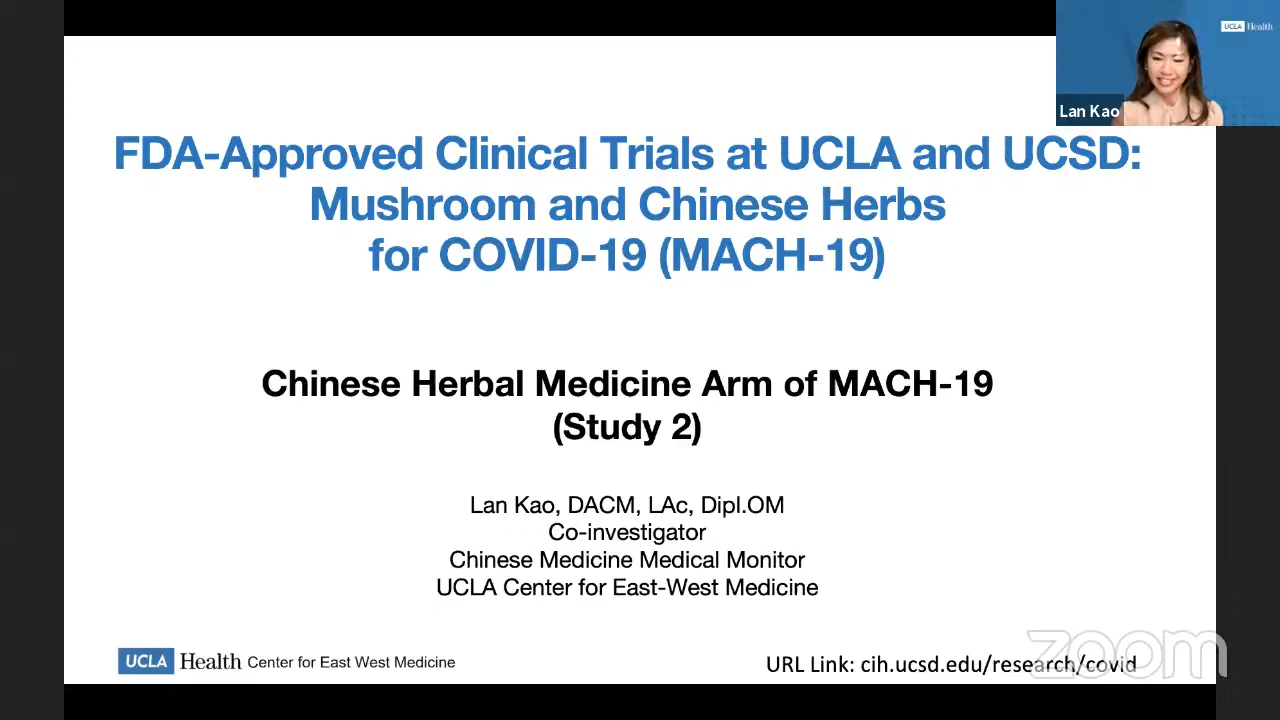 UCLA Health
Lan Kao
FDA-Approved Clinical Trials at UCLA and UCSD:
Mushroom and Chinese Herbs
for COVID-19 (MACH-19)
Chinese Herbal Medicine Arm of MACH-19
(Study 2)
Lan Kao, DACM, LAc, Dipl.OM
Co-investigator
Chinese Medicine Medical Monitor
UCLA Center for East-West Medicine
UCLA Health Center for East West Medicine
URL Link: cih.ucsd.edu/research/covid
zoom